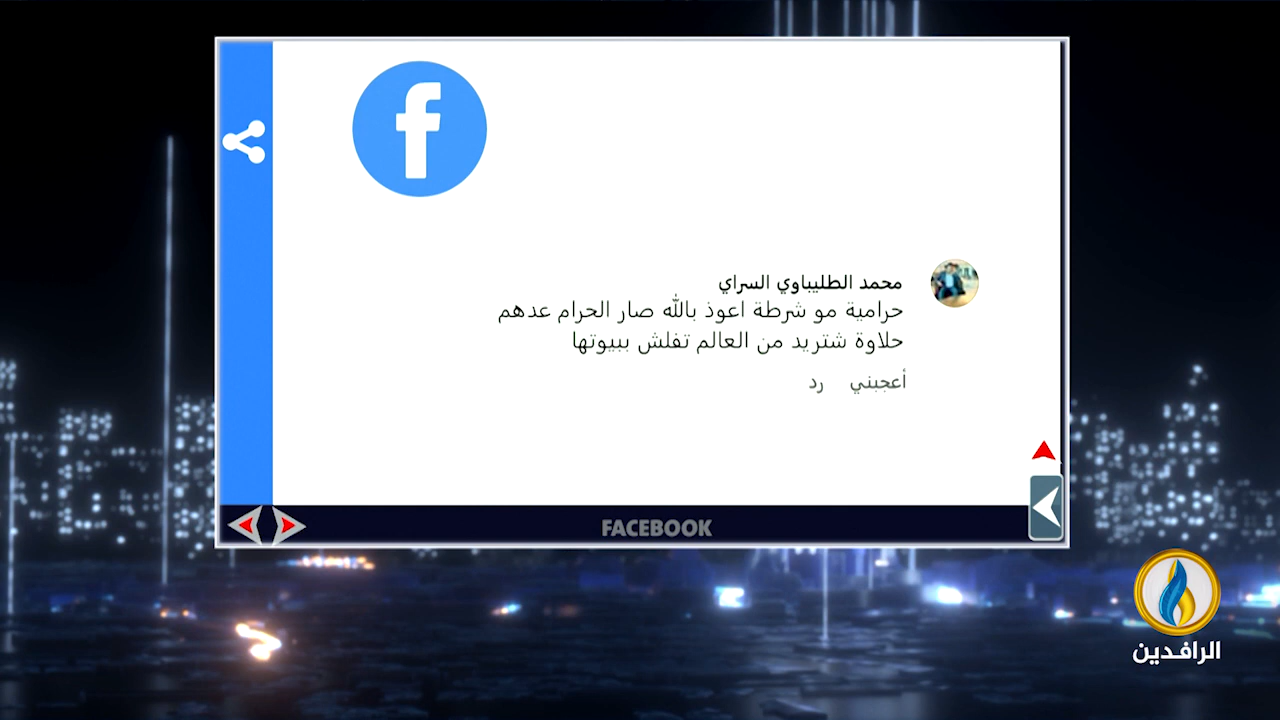 محمد الطليباوي السراي
حرامية مو شرطة اعوذ بالله صار الحرام عدهم
حلاوة شتريد من العالم تفلش ببيوتها
أعجبني رد
FACEBOOK
الرافدين